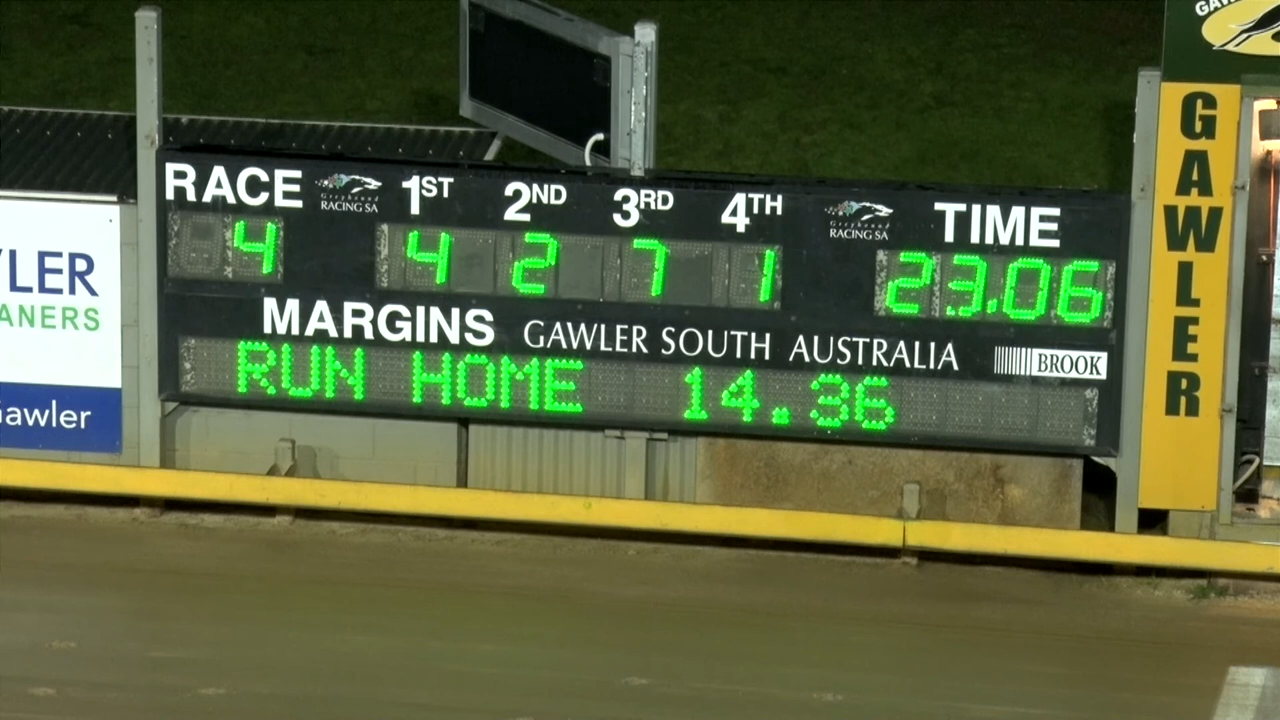 GAWLER
RACE 1ST 2ND 3RD 4TH TIME
Greyhound RACING SA
Greyhound RACING SA
4 4 2 7 1 23.06
MARGINS GAWLER SOUTH AUSTRALIA BROOK
RUN HOME 14.36
LER
ANERS
Gawler